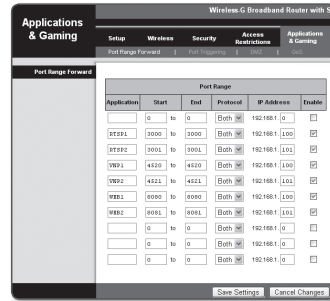 Wireless-G Broadband Router with S
Applications & Gaming
Setup Wireless Security Access Restrictions Applications & Gaming
Port Range Forward | Port Triggering | DMZ | QoS
Port Range Forward
Port Range
Application Start End Protocol IP Address Enable
0 to 0 Both 192.168.1. 0
RTSP1 3000 to 3000 Both 192.168.1. 100
RTSP2 3001 to 3001 Both 192.168.1. 101
VNP1 4520 to 4520 Both 192.168.1. 100
VNP2 4521 to 4521 Both 192.168.1. 101
WEB1 8080 to 8080 Both 192.168.1. 100
WEB2 8081 to 8081 Both 192.168.1. 101
0 to 0 Both 192.168.1. 0
0 to 0 Both 192.168.1. 0
0 to 0 Both 192.168.1. 0
Save Settings Cancel Changes